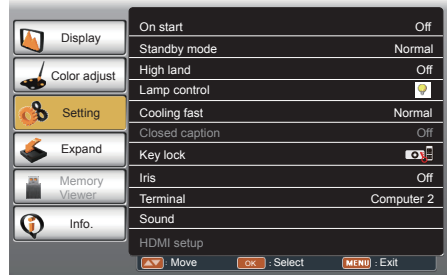 Display
Color adjust
Setting
Expand
Memory
Viewer
Info.
On start Off
Standby mode Normal
High land Off
Lamp control
Cooling fast Normal
Closed caption Off
Key lock
Iris Off
Terminal Computer 2
Sound
HDMI setup
: Move OK : Select MENU : Exit